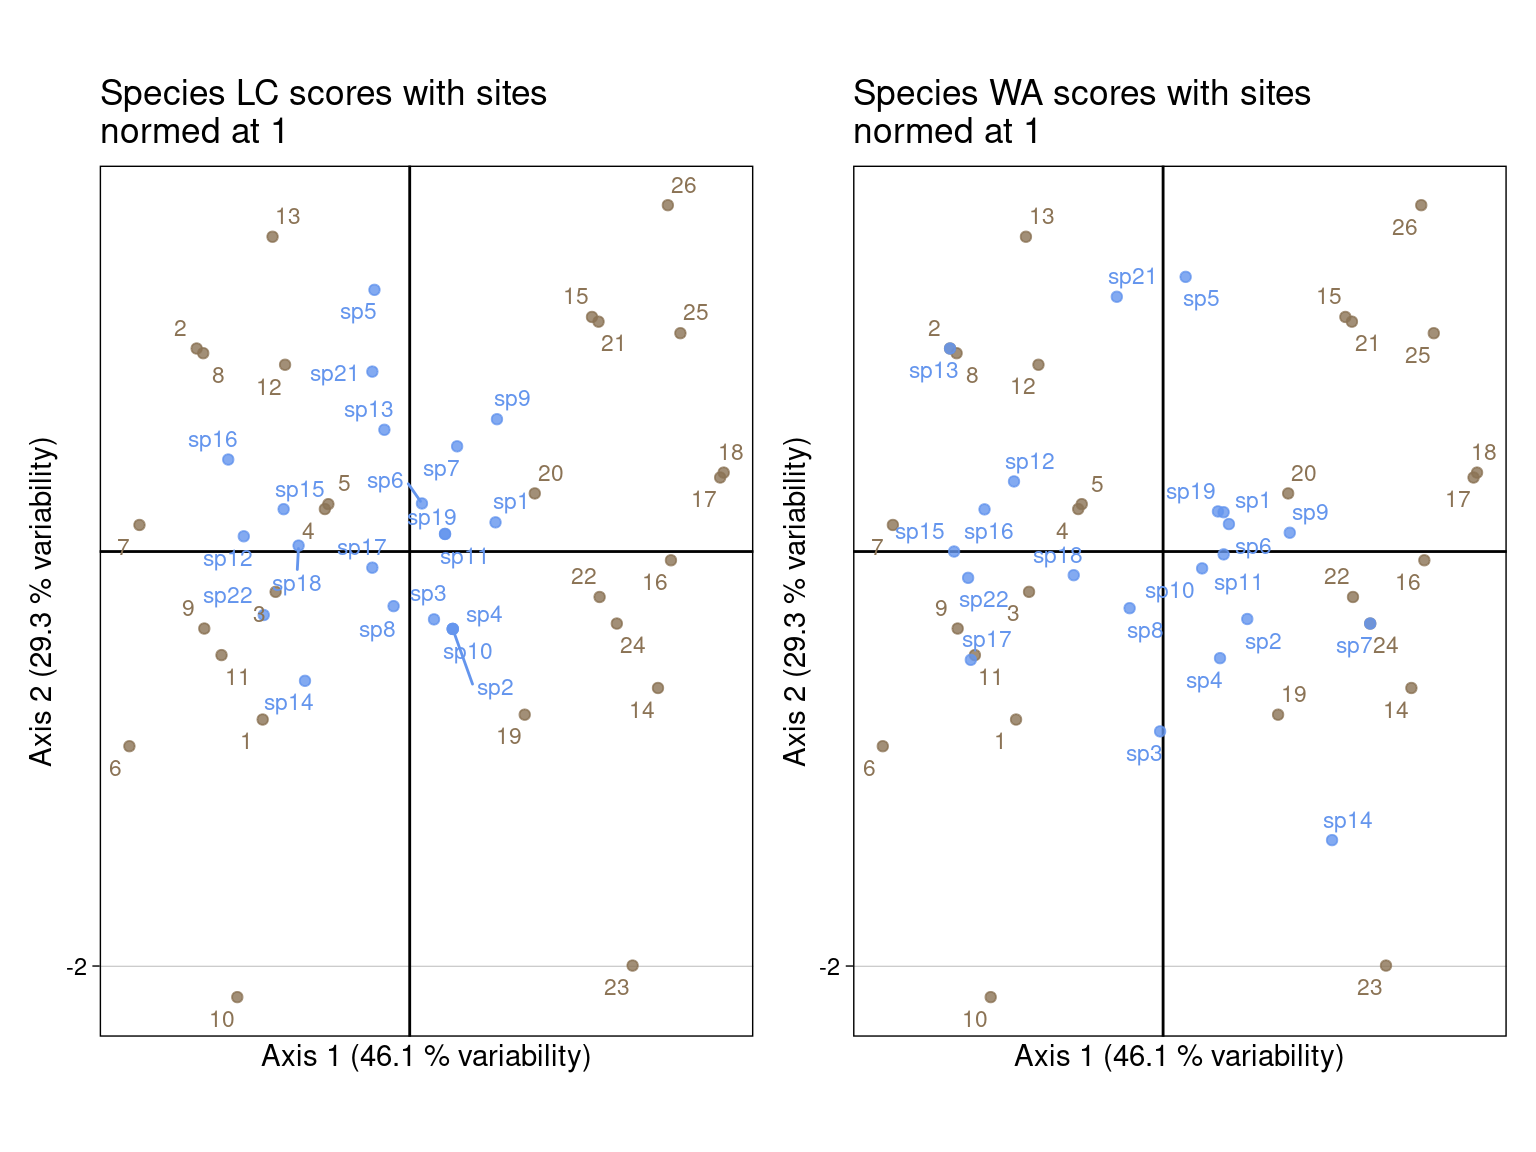 Species LC scores with sites
normed at 1
26
13
15
sp5
25
2
21
8
sp21
12
sp9
sp13
sp16
18
sp7
20
sp6
5
sp15
17
sp1
sp19
4
7
sp17
sp12
sp11
22
16
sp18
sp22
sp3
9
3
sp4
sp8
24
sp10
11
sp2
sp14
14
19
1
6
-2
23
10
Axis 1 (46.1 % variability)
Axis 2 (29.3 % variability)
Species WA scores with sites
normed at 1
13
26
sp21
sp5
15
2
21
25
sp13
8
12
18
sp12
20
5
sp19
sp1
17
sp9
sp15
sp16
4
7
sp6
sp18
22
16
sp11
sp10
sp22
9
3
sp8
sp17
sp2
sp7
24
11
sp4
19
14
1
sp3
6
sp14
-2
23
10
Axis 1 (46.1 % variability)
Axis 2 (29.3 % variability)